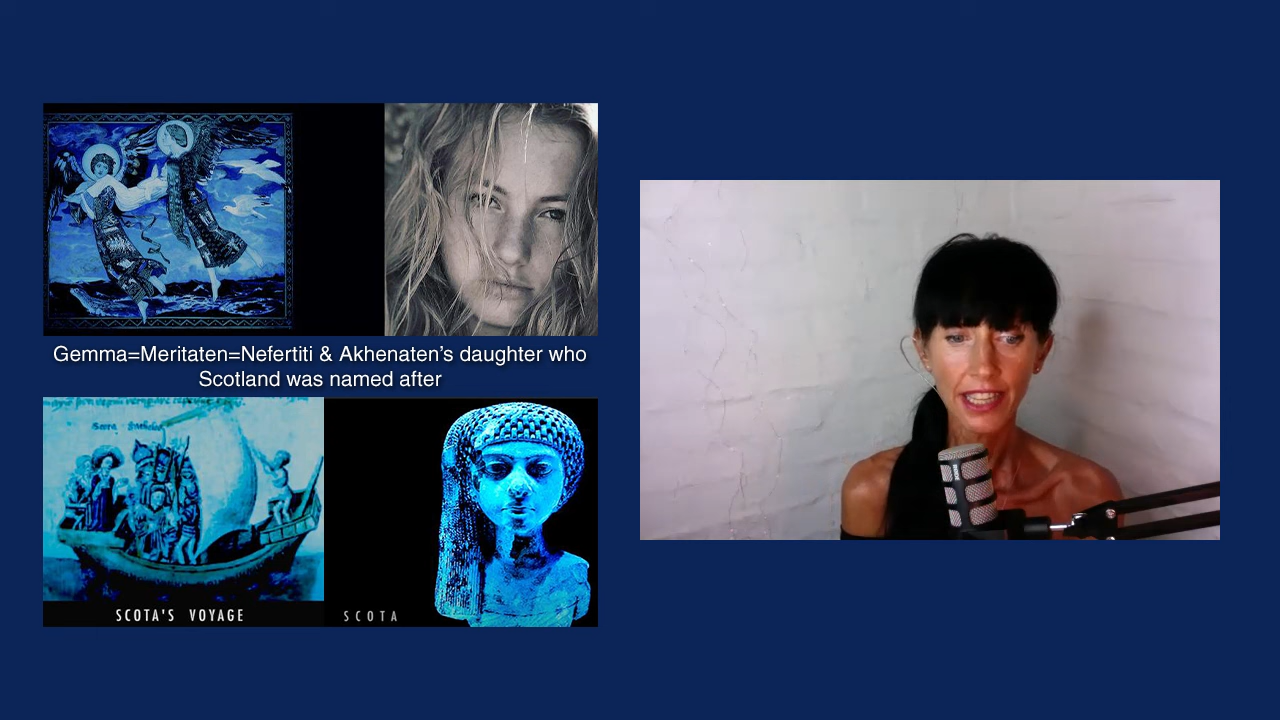 Gemma=Meritaten=Nefertiti & Akhenaten’s daughter who
Scotland was named after
SCOTA'S VOYAGE
SCOTA